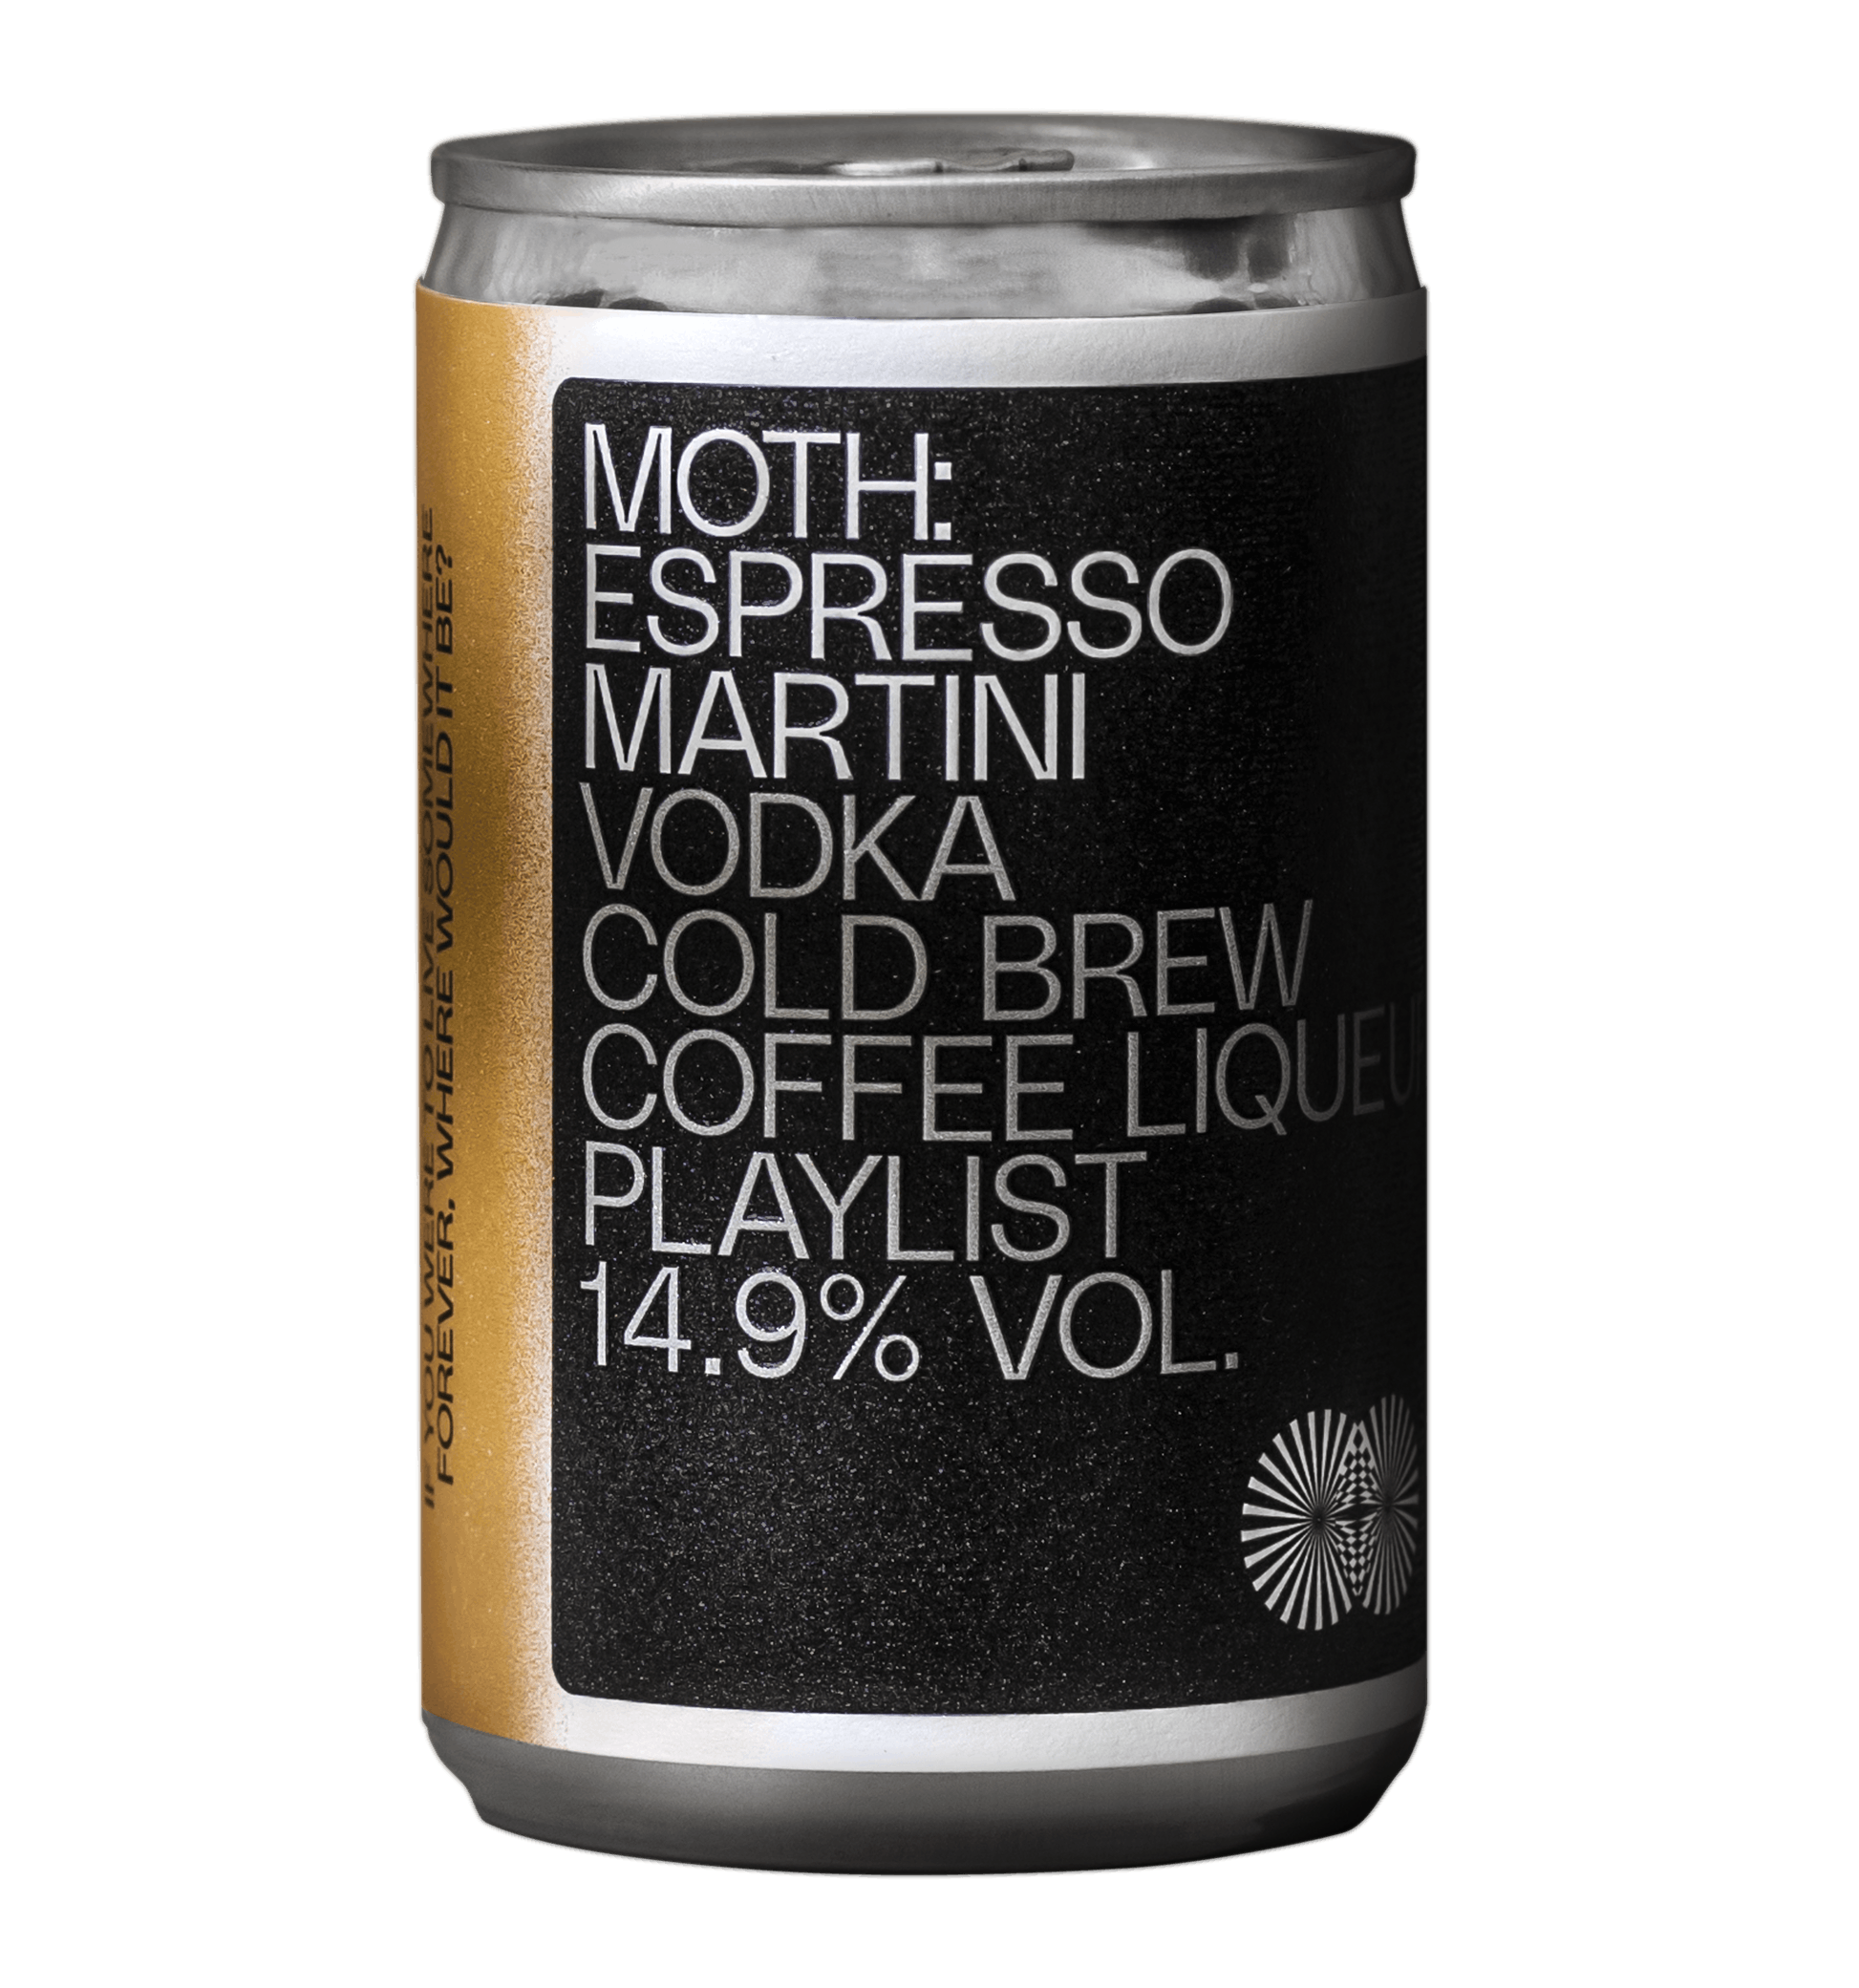 MOTH:
ESPRESSO
MARTINI
VODKA
COLD BREW
COFFEE LIQUEUR
PLAYLIST
14.9% VOL.
IF YOU WERE TO LIVE SOMEWHERE
FOREVER, WHERE WOULD IT BE?